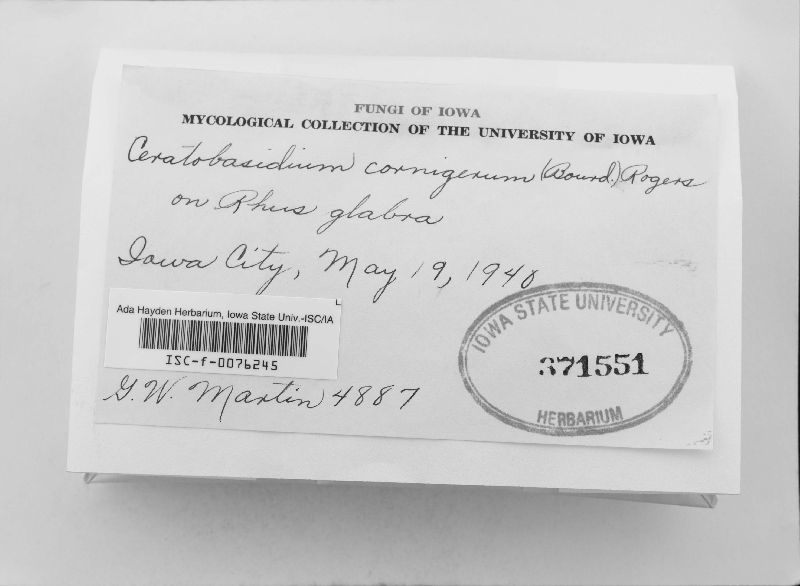 FUNGI OF IOWA
MYCOLOGICAL COLLECTION OF THE UNIVERSITY OF IOWA
Ceratobasidium cornigerum (Bourd.) Rogers
on Rhus glabra
Iowa City, May 19, 1940
Ada Hayden Herbarium, Iowa State Univ.-ISC/IA
ISC-f-0076245
G.W. Martin 4887
IOWA STATE UNIVERSITY
371551
HERBARIUM